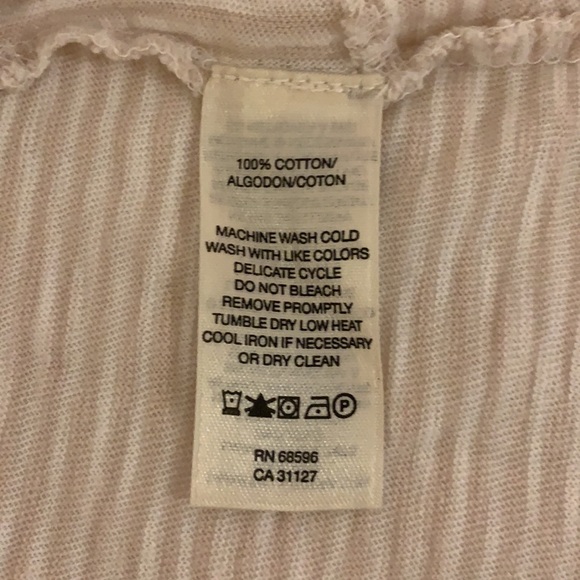 100% COTTON/
ALGODON/COTON
MACHINE WASH COLD
WASH WITH LIKE COLORS
DELICATE CYCLE
DO NOT BLEACH
REMOVE PROMPTLY
TUMBLE DRY LOW HEAT
COOL IRON IF NECESSARY
OR DRY CLEAN
P
RN 68596
CA 31127